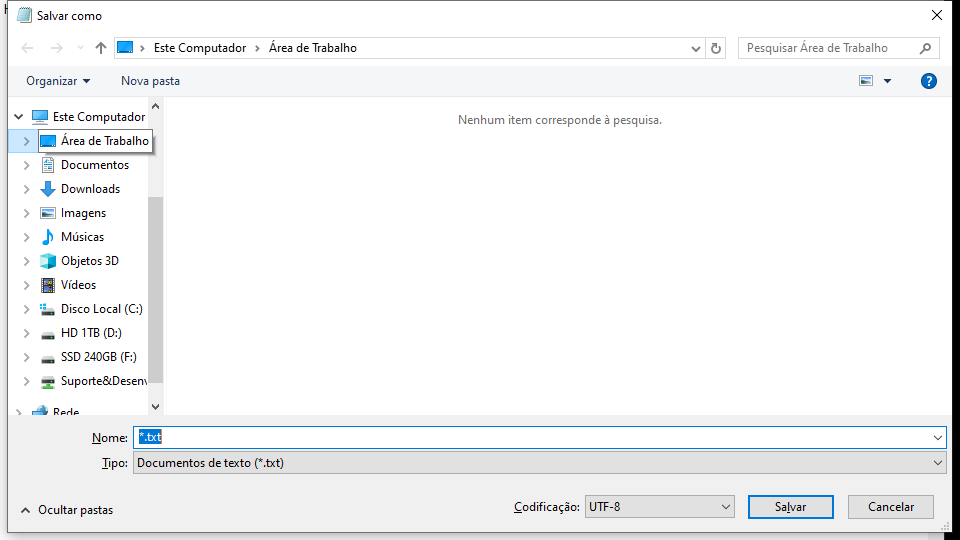 Salvar como
Este Computador > Área de Trabalho
Pesquisar Área de Trabalho
Organizar
Nova pasta
Este Computador
Nenhum item corresponde à pesquisa.
Área de Trabalho
Documentos
Downloads
Imagens
Músicas
Objetos 3D
Vídeos
Disco Local (C:)
HD 1TB (D:)
SSD 240GB (F:)
Suporte&Desenv
Rede
Nome: *.txt
Tipo: Documentos de texto (*.txt)
Ocultar pastas
Codificação: UTF-8
Salvar
Cancelar